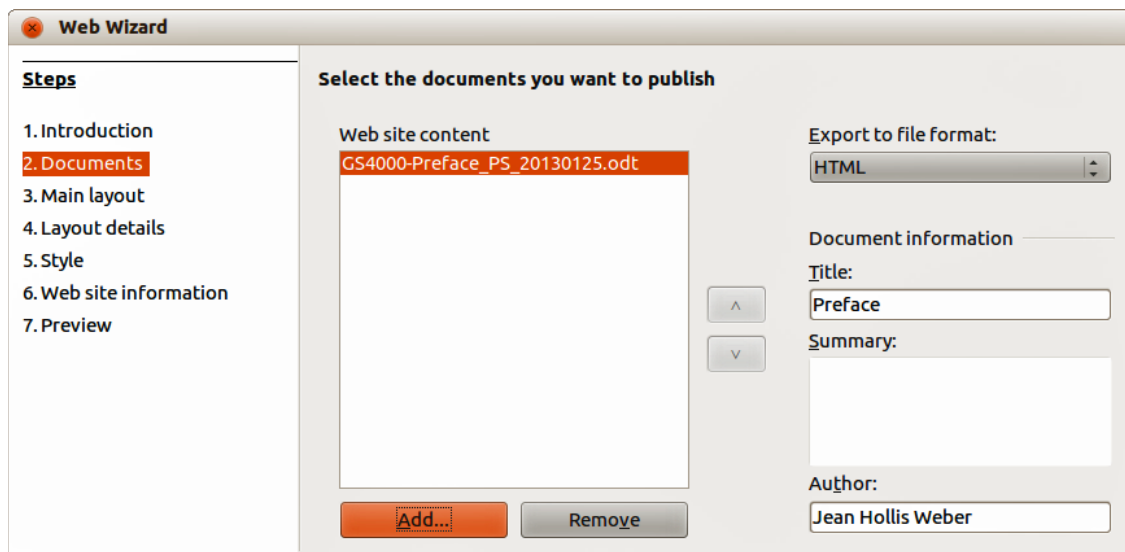 Web Wizard
Steps
1. Introduction
2. Documents
3. Main layout
4. Layout details
5. Style
6. Web site information
7. Preview
Select the documents you want to publish
Web site content
GS4000-Preface_PS_20130125.odt
Add...
Remove
Export to file format:
HTML
Document information
Title:
Preface
Summary:
Author:
Jean Hollis Weber